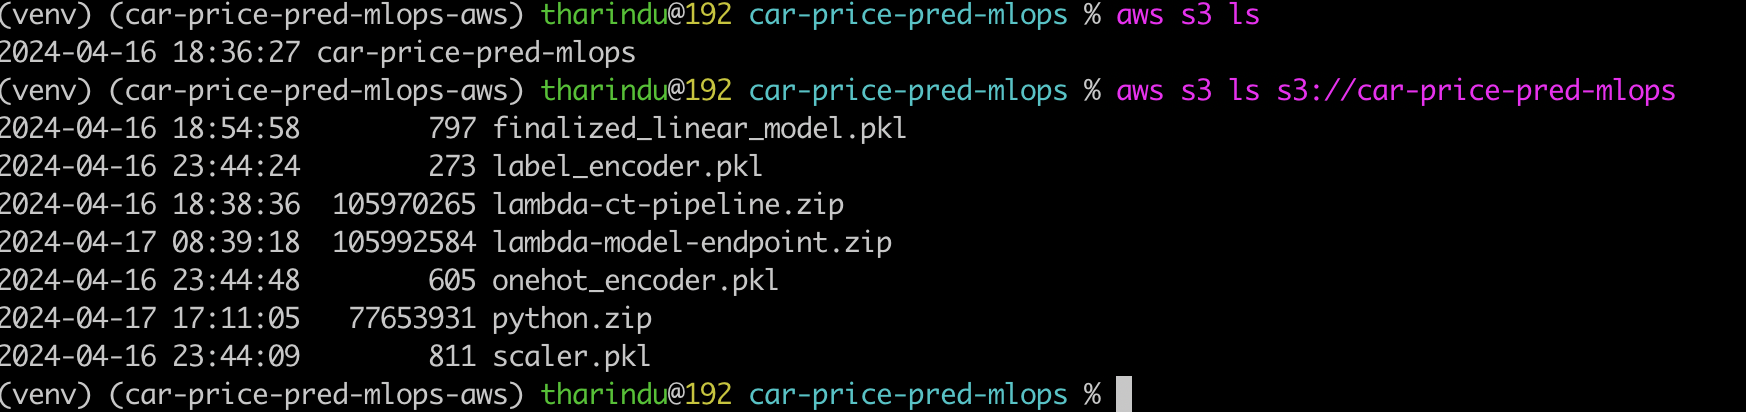 (venv) (car-price-pred-mlops-aws) tharindu@192 car-price-pred-mlops % aws s3 ls
2024-04-16 18:36:27 car-price-pred-mlops
(venv) (car-price-pred-mlops-aws) tharindu@192 car-price-pred-mlops % aws s3 ls s3://car-price-pred-mlops
2024-04-16 18:54:58        797 finalized_linear_model.pkl
2024-04-16 23:44:24        273 label_encoder.pkl
2024-04-16 18:38:36  105970265 lambda-ct-pipeline.zip
2024-04-17 08:39:18  105992584 lambda-model-endpoint.zip
2024-04-16 23:44:48        605 onehot_encoder.pkl
2024-04-17 17:11:05   77653931 python.zip
2024-04-16 23:44:09        811 scaler.pkl
(venv) (car-price-pred-mlops-aws) tharindu@192 car-price-pred-mlops %